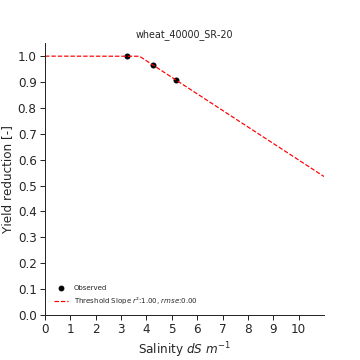 wheat_40000_SR-20
Yield reduction [-]
1.0
0.9
0.8
0.7
0.6
0.5
0.4
0.3
0.2
0.1
0.0
Observed
Threshold Slope r²:1.00, rmse:0.00
0 1 2 3 4 5 6 7 8 9 10
Salinity dS m⁻¹